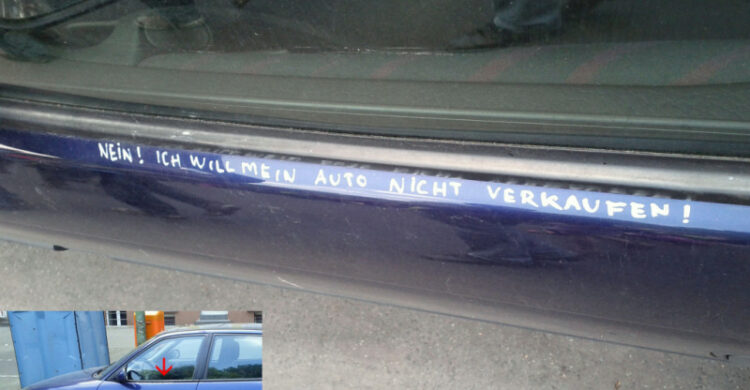 NEIN! ICH WILL MEIN AUTO NICHT VERKAUFEN!